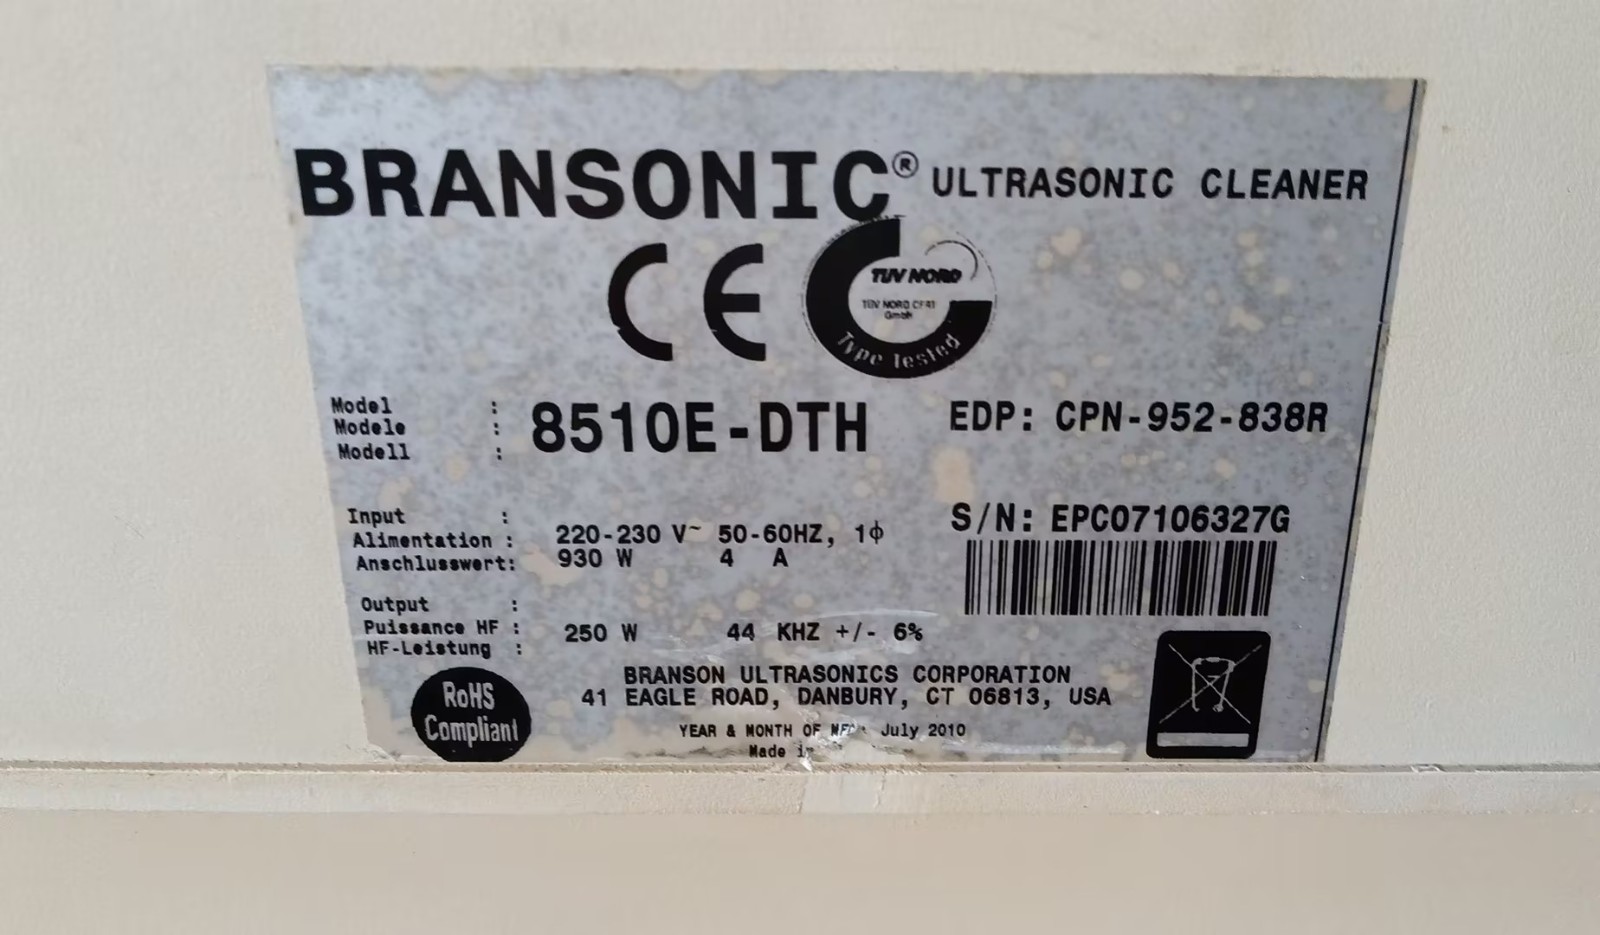 BRANSONIC® ULTRASONIC CLEANER
CE
TÜV NORD
TÜV NORD CERT
GmbH
Type Tested
Model :
Modele :
Modell :
8510E-DTH
EDP: CPN-952-838R
Input :
Alimentation :
Anschlusswert:
220-230 V~ 50-60HZ, 1ϕ
930 W 4 A
S/N: EPC07106327G
Output :
Puissance HF :
HF-Leistung :
250 W 44 KHZ +/- 6%
RoHS
Compliant
BRANSON ULTRASONICS CORPORATION
41 EAGLE ROAD, DANBURY, CT 06813, USA
YEAR & MONTH OF July 2010
Made